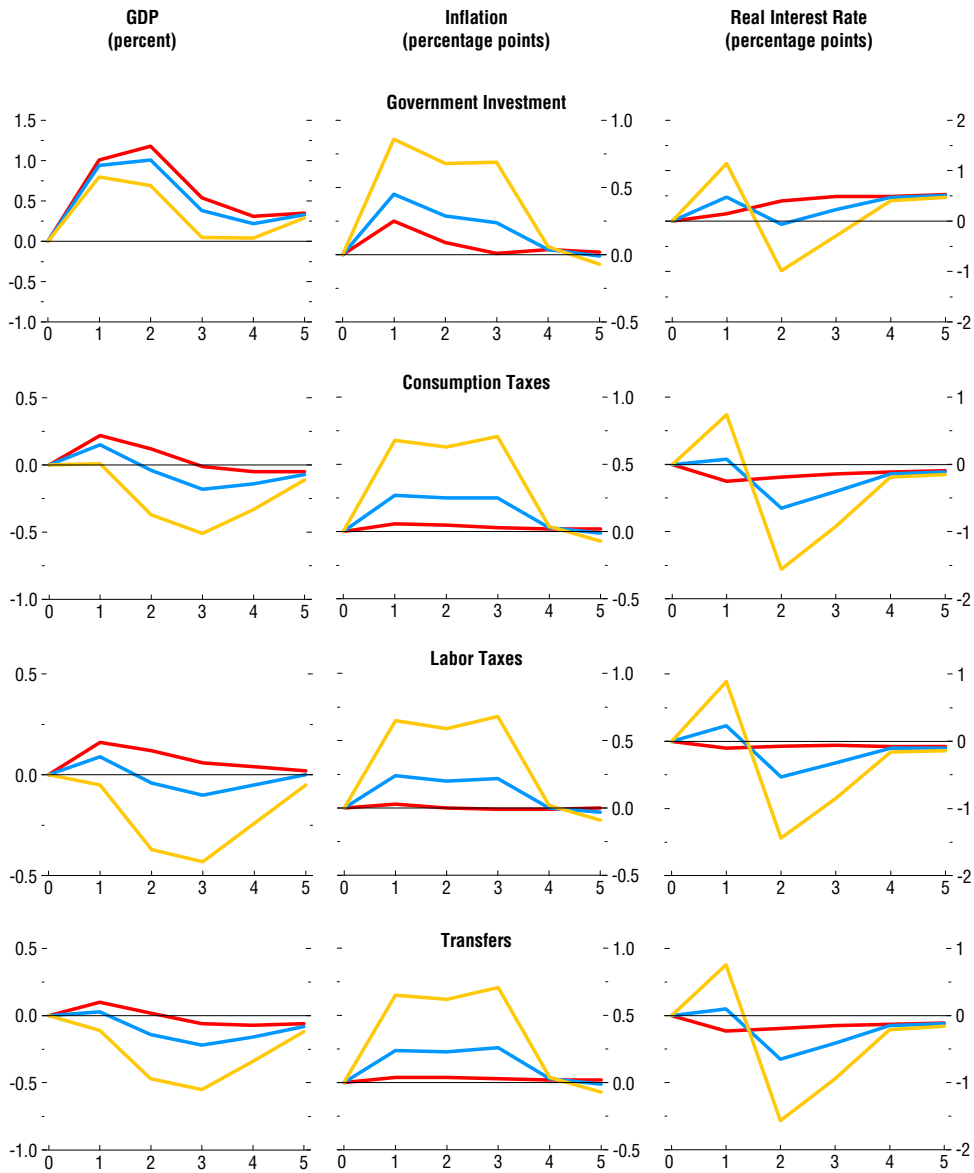 GDP
(percent)
Inflation
(percentage points)
Real Interest Rate
(percentage points)
Government Investment
1.5
1.0
0.5
0.0
-0.5
-1.0
0 1 2 3 4 5
1.0
0.5
0.0
-0.5
0 1 2 3 4 5
2
1
0
-1
-2
0 1 2 3 4 5
Consumption Taxes
0.5
0.0
-0.5
-1.0
0 1 2 3 4 5
1.0
0.5
0.0
-0.5
0 1 2 3 4 5
1
0
-1
-2
0 1 2 3 4 5
Labor Taxes
0.5
0.0
-0.5
0 1 2 3 4 5
1.0
0.5
0.0
-0.5
0 1 2 3 4 5
1
0
-1
-2
0 1 2 3 4 5
Transfers
0.5
0.0
-0.5
-1.0
0 1 2 3 4 5
1.0
0.5
0.0
-0.5
0 1 2 3 4 5
1
0
-1
-2
0 1 2 3 4 5